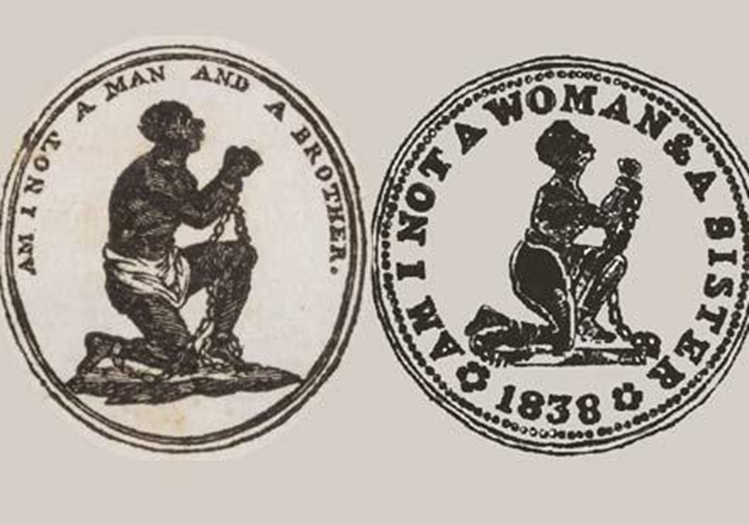 AM I NOT A MAN AND A BROTHER.
AM I NOT A WOMAN & A SISTER
1838